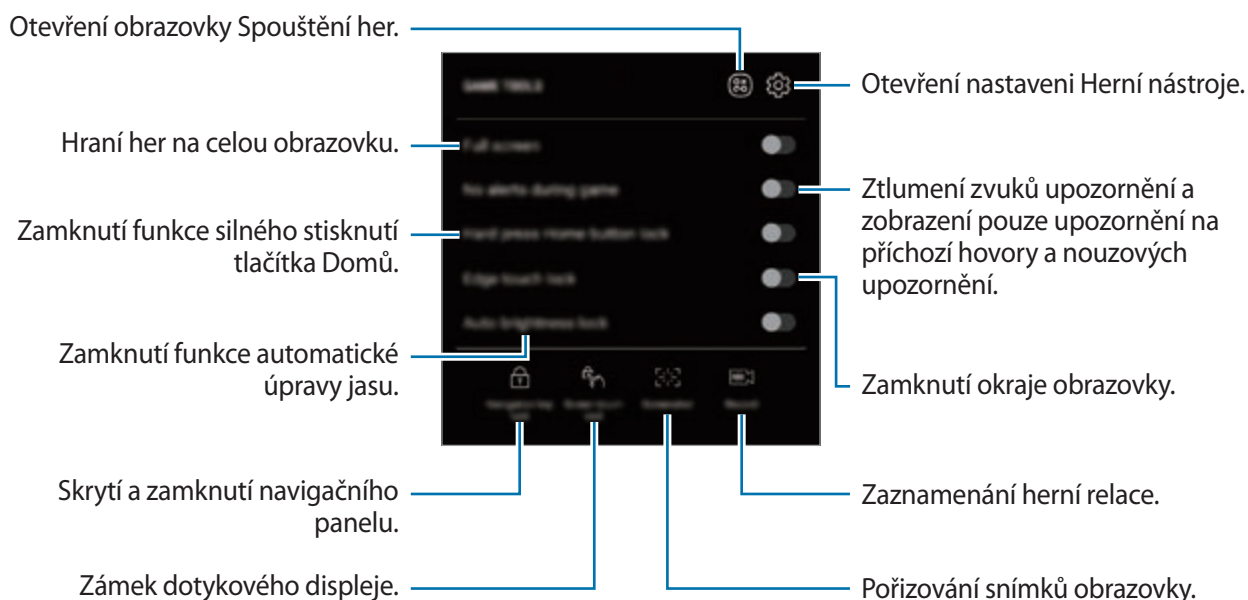 Otevření obrazovky Spouštění her.
GAME TOOLS
Otevření nastaveni Herní nástroje.
Hraní her na celou obrazovku.
Full screen
No alerts during game
Ztlumení zvuků upozornění a
zobrazení pouze upozornění na
příchozí hovory a nouzových
upozornění.
Zamknutí funkce silného stisknutí
tlačítka Domů.
Hard press Home button lock
Edge touch lock
Auto brightness lock
Zamknutí funkce automatické
úpravy jasu.
Zamknutí okraje obrazovky.
Skrytí a zamknutí navigačního
panelu.
Zaznamenání herní relace.
Zámek dotykového displeje.
Pořizování snímků obrazovky.